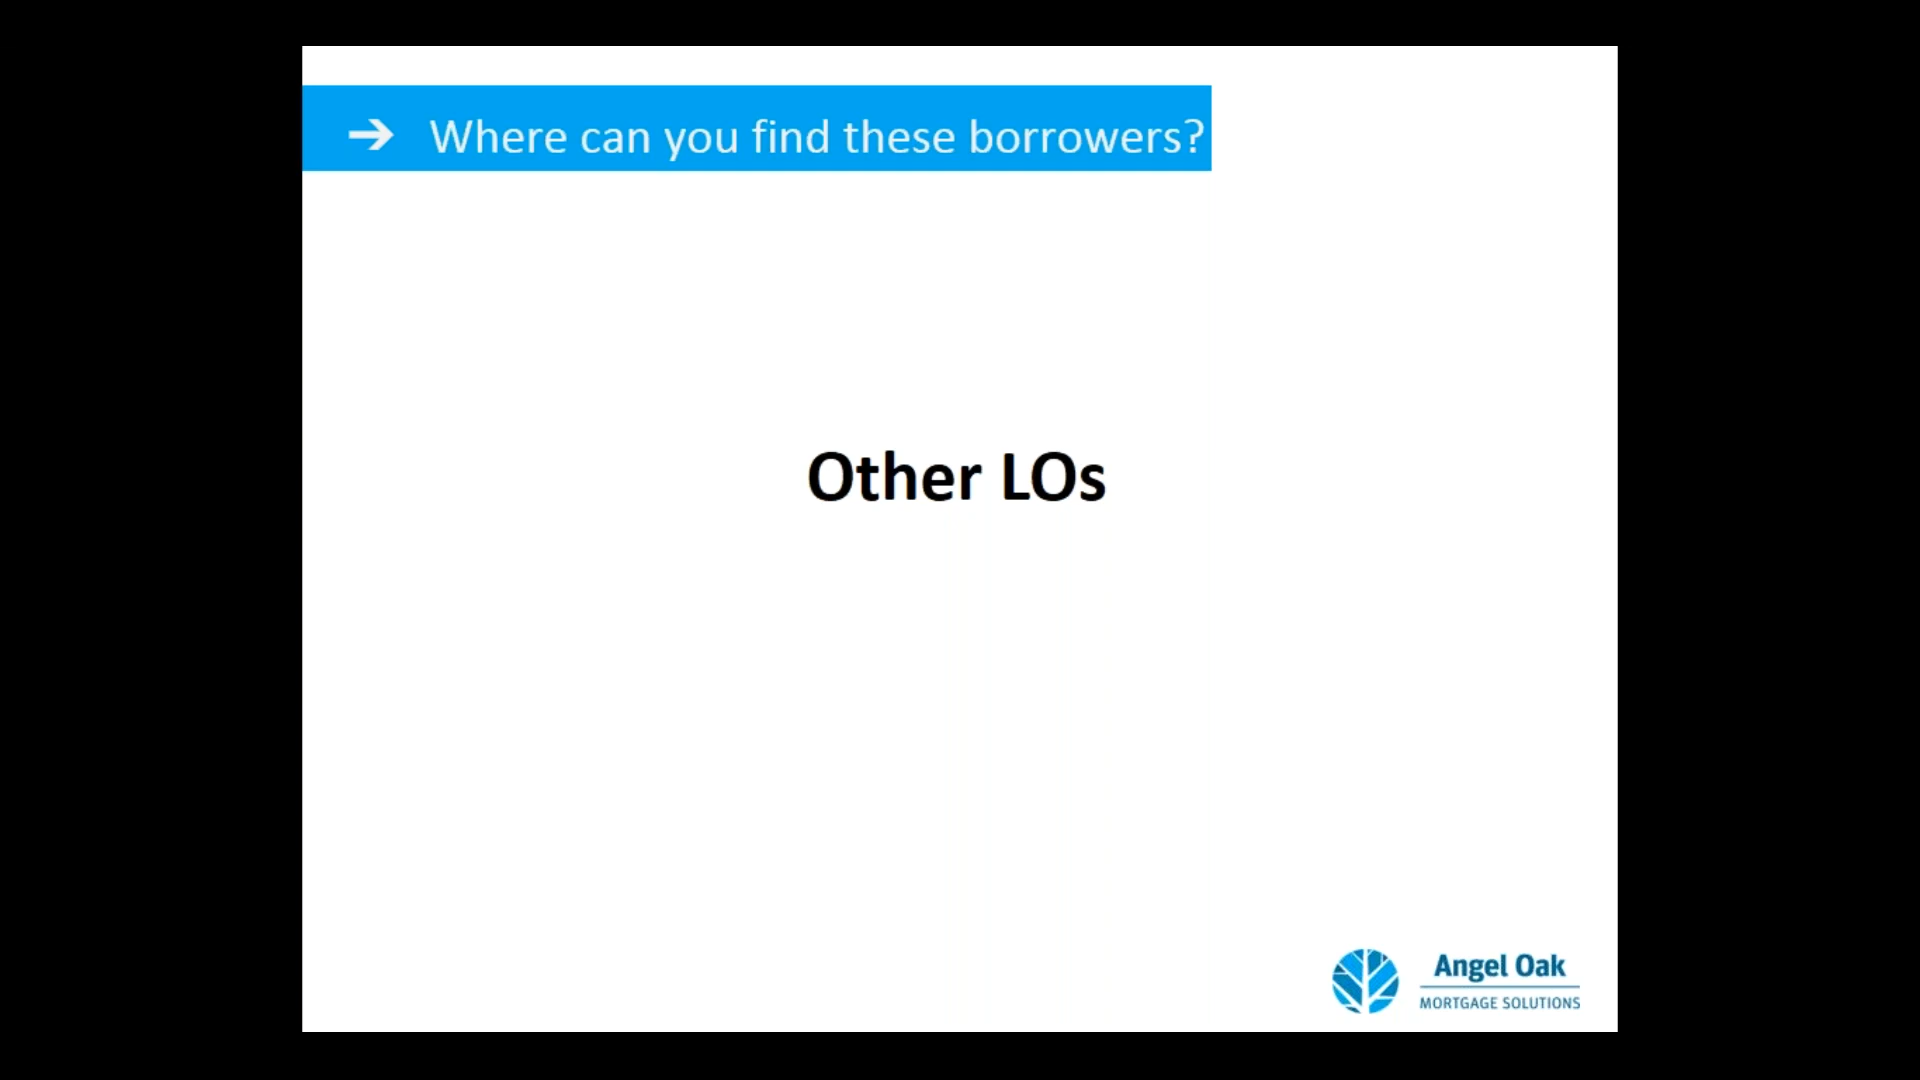 Where can you find these borrowers?
Other LOs
Angel Oak
MORTGAGE SOLUTIONS